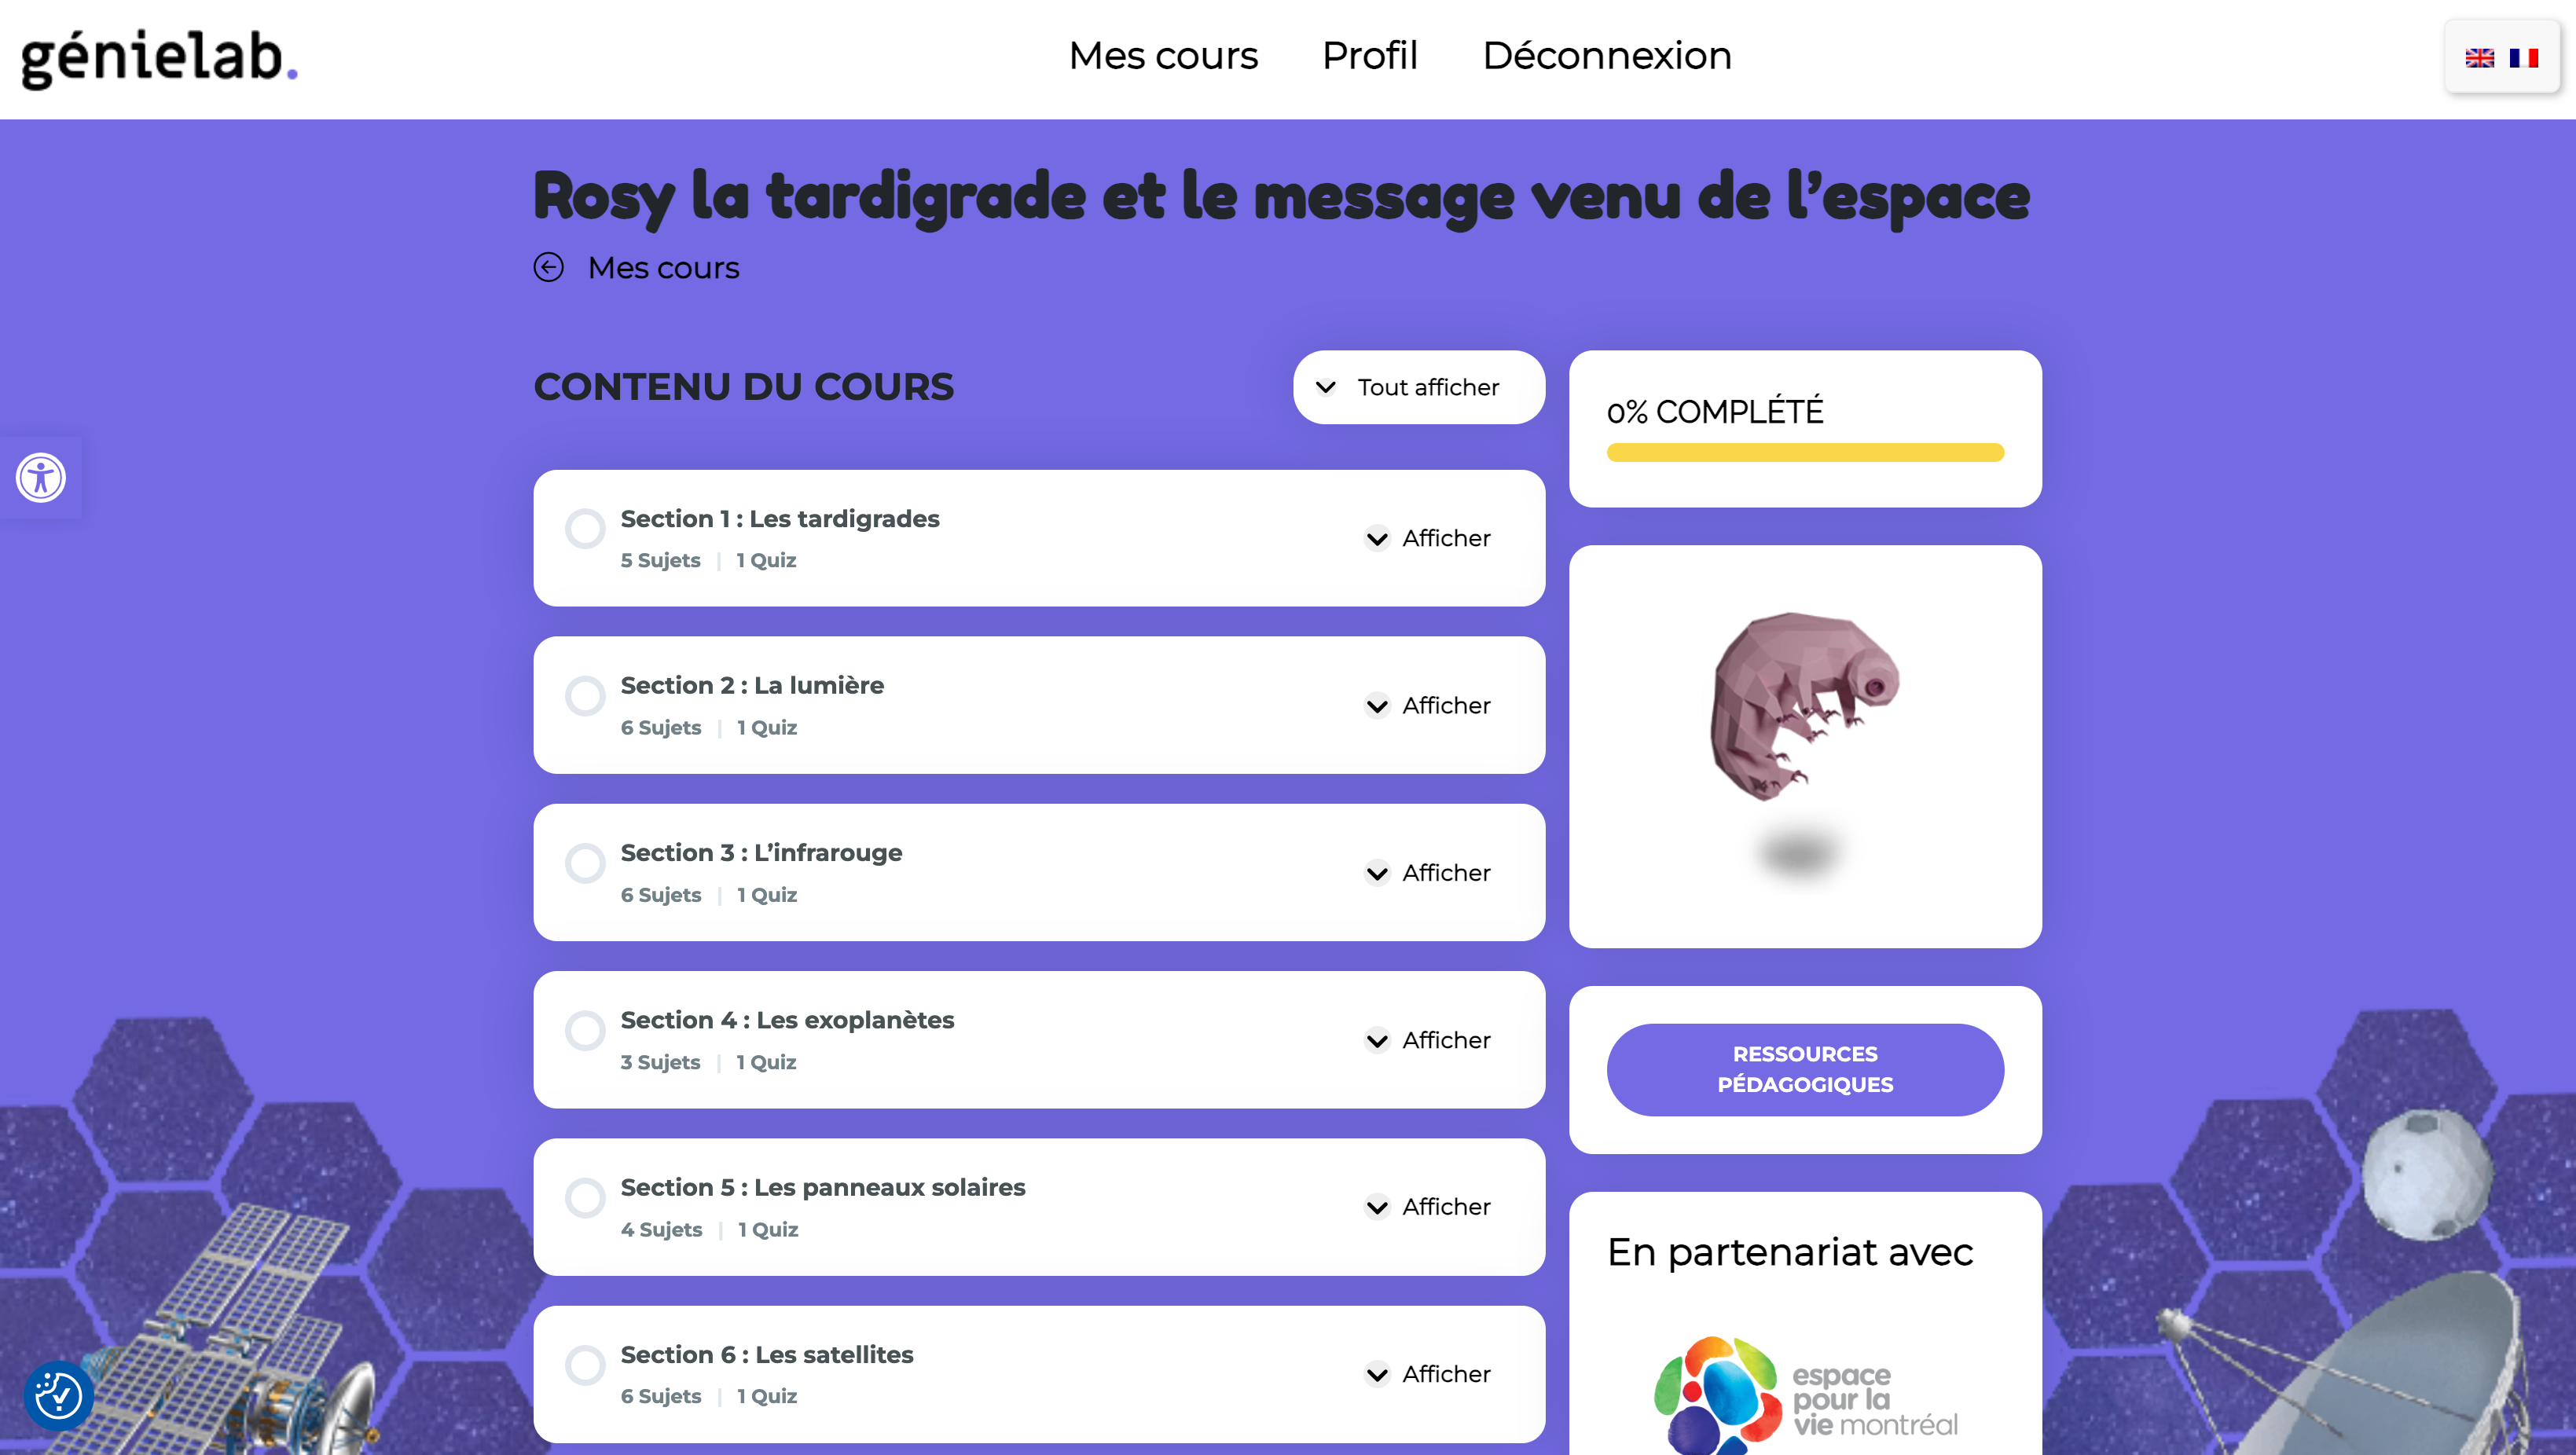 génielab.
Mes cours
Profil
Déconnexion
Rosy la tardigrade et le message venu de l’espace
Mes cours
CONTENU DU COURS
Tout afficher
Section 1 : Les tardigrades
5 Sujets | 1 Quiz
Afficher
Section 2 : La lumière
6 Sujets | 1 Quiz
Afficher
Section 3 : L’infrarouge
6 Sujets | 1 Quiz
Afficher
Section 4 : Les exoplanètes
3 Sujets | 1 Quiz
Afficher
Section 5 : Les panneaux solaires
4 Sujets | 1 Quiz
Afficher
Section 6 : Les satellites
6 Sujets | 1 Quiz
Afficher
0% COMPLÉTÉ
RESSOURCES
PÉDAGOGIQUES
En partenariat avec
espace
pour la
vie montréal